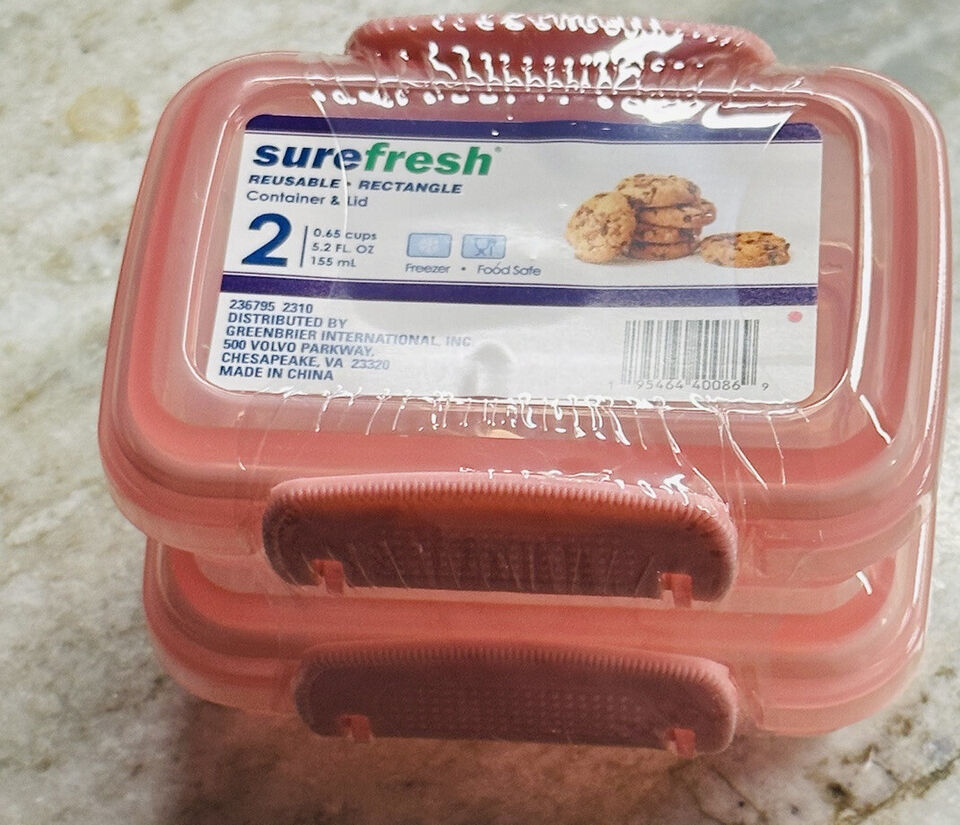 surefresh®
REUSABLE • RECTANGLE
Container & Lid
2
0.65 cups
5.2 FL. OZ
155 mL
Freezer • Food Safe
236795 2310
DISTRIBUTED BY
GREENBRIER INTERNATIONAL, INC
500 VOLVO PARKWAY,
CHESAPEAKE, VA 23320
MADE IN CHINA
1 95464 40086 9